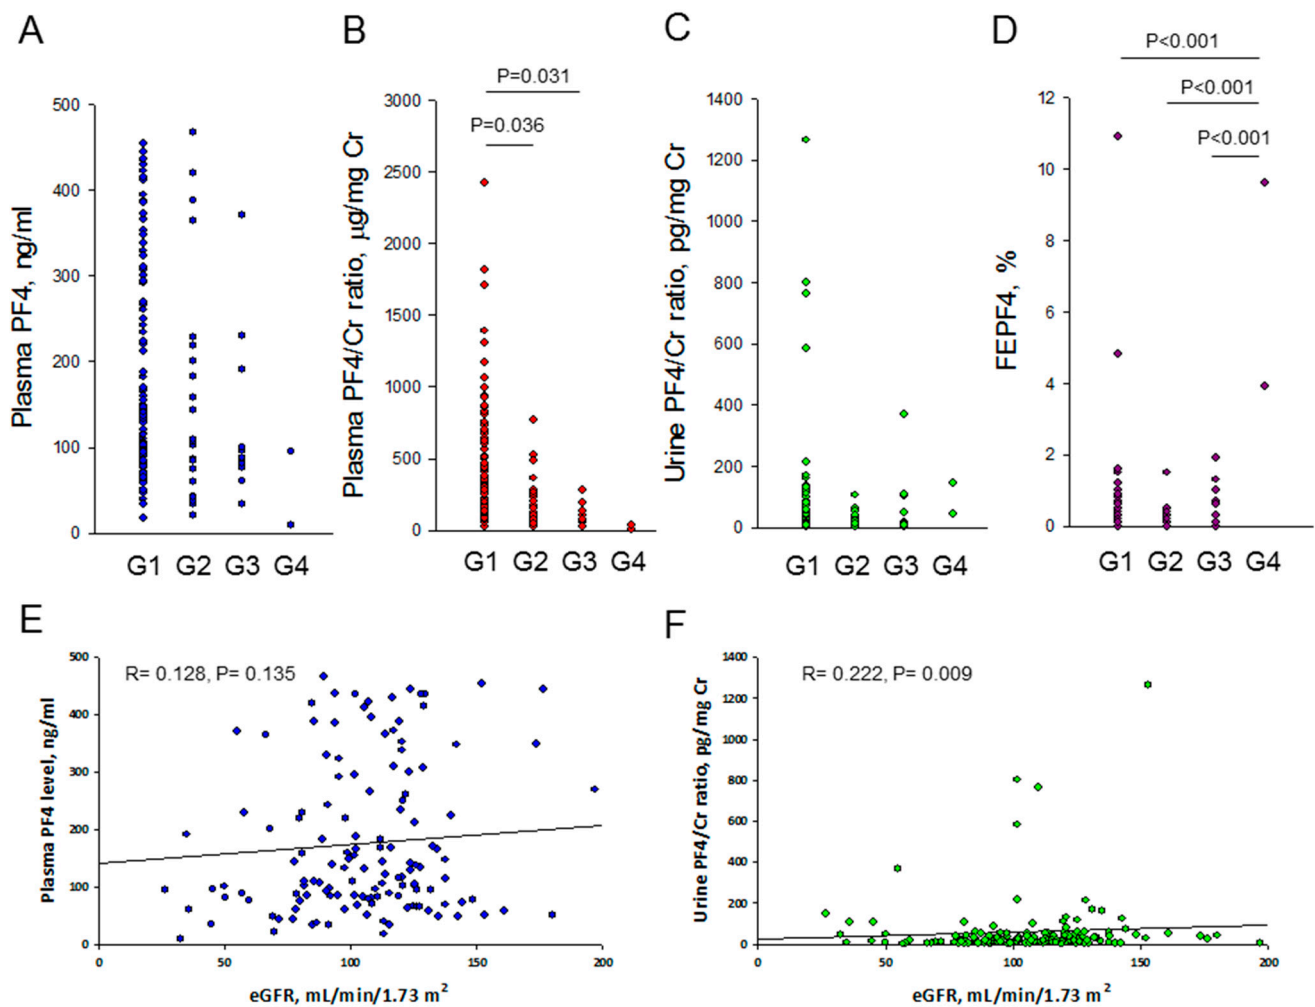 A
Plasma PF4, ng/ml
500
400
300
200
100
0
G1 G2 G3 G4
B
Plasma PF4/Cr ratio, μg/mg Cr
P=0.031
P=0.036
3000
2500
2000
1500
1000
500
0
G1 G2 G3 G4
C
Urine PF4/Cr ratio, pg/mg Cr
1400
1200
1000
800
600
400
200
0
G1 G2 G3 G4
D
FEPF4, %
P<0.001
P<0.001
P<0.001
12
10
8
6
4
2
0
G1 G2 G3 G4
E
Plasma PF4 level, ng/ml
R= 0.128, P= 0.135
500
400
300
200
100
0
0 50 100 150 200
eGFR, mL/min/1.73 m²
F
Urine PF4/Cr ratio, pg/mg Cr
R= 0.222, P= 0.009
1400
1200
1000
800
600
400
200
0
0 50 100 150 200
eGFR, mL/min/1.73 m²